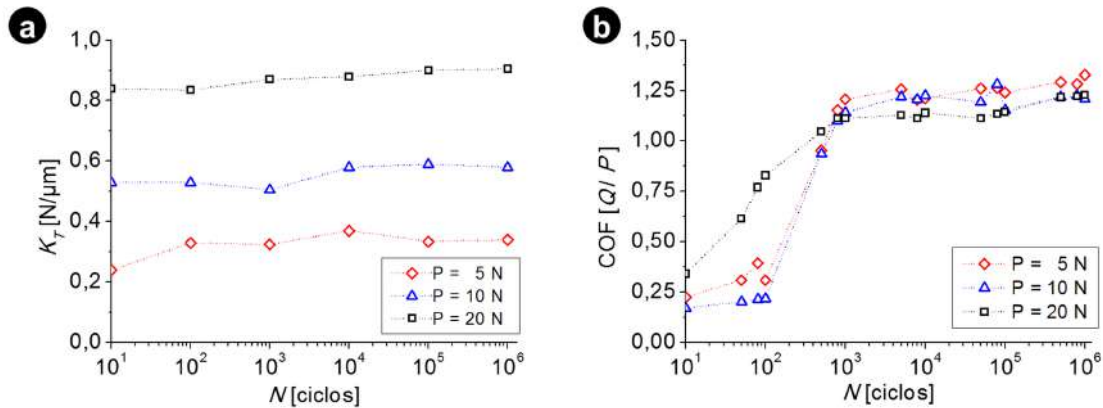 a
1,0
0,8
0,6
0,4
0,2
0,0
K_T [N/µm]
10^1 10^2 10^3 10^4 10^5 10^6
N [ciclos]
P = 5 N
P = 10 N
P = 20 N
b
1,50
1,25
1,00
0,75
0,50
0,25
0,00
COF [Q/ P]
10^1 10^2 10^3 10^4 10^5 10^6
N [ciclos]
P = 5 N
P = 10 N
P = 20 N